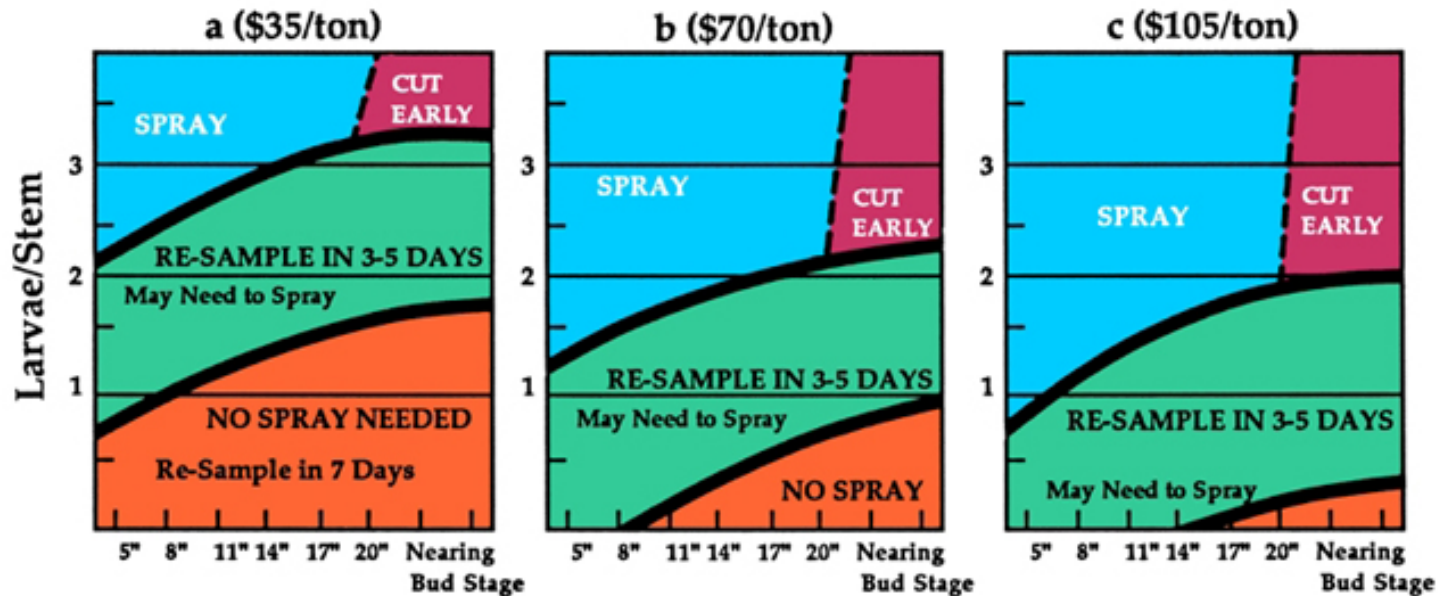 a ($35/ton)
b ($70/ton)
c ($105/ton)
Larvae/Stem
3
2
1
SPRAY
CUT
EARLY
RE-SAMPLE IN 3-5 DAYS
May Need to Spray
NO SPRAY NEEDED
Re-Sample in 7 Days
5" 8" 11" 14" 17" 20" Nearing
Bud Stage
3
2
1
SPRAY
CUT
EARLY
RE-SAMPLE IN 3-5 DAYS
May Need to Spray
NO SPRAY
5" 8" 11" 14" 17" 20" Nearing
Bud Stage
3
2
1
SPRAY
CUT
EARLY
RE-SAMPLE IN 3-5 DAYS
May Need to Spray
5" 8" 11" 14" 17" 20" Nearing
Bud Stage